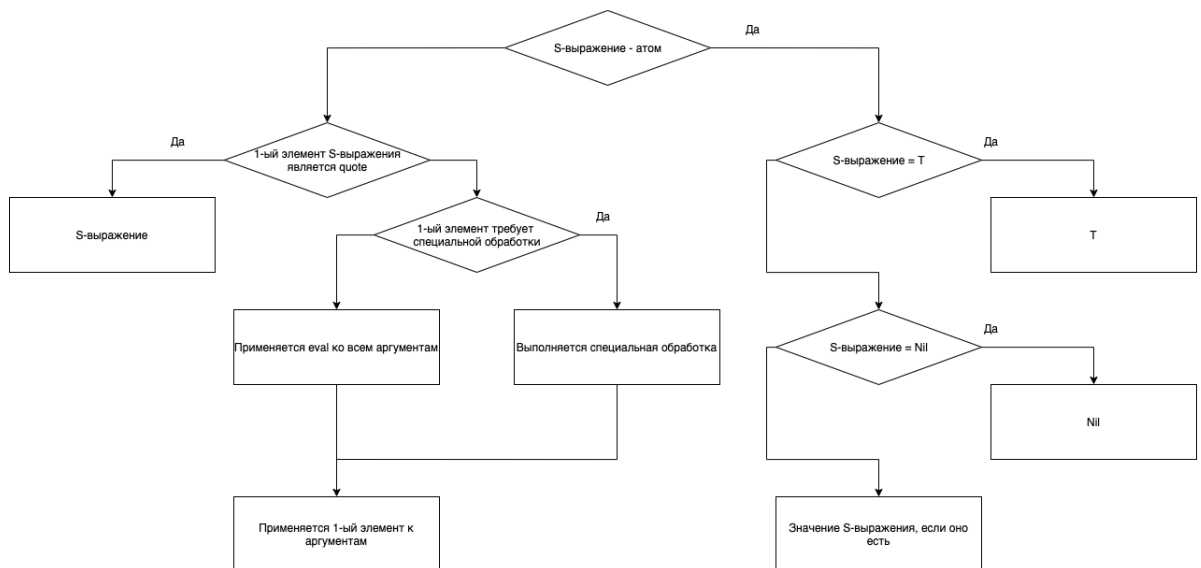 S-выражение - атом
Да
Да
1-ый элемент S-выражения
является quote
S-выражение = T
Да
S-выражение
1-ый элемент требует
специальной обработки
Да
T
Применяется eval ко всем аргументам
Выполняется специальная обработка
S-выражение = Nil
Да
Nil
Применяется 1-ый элемент к
аргументам
Значение S-выражения, если оно
есть